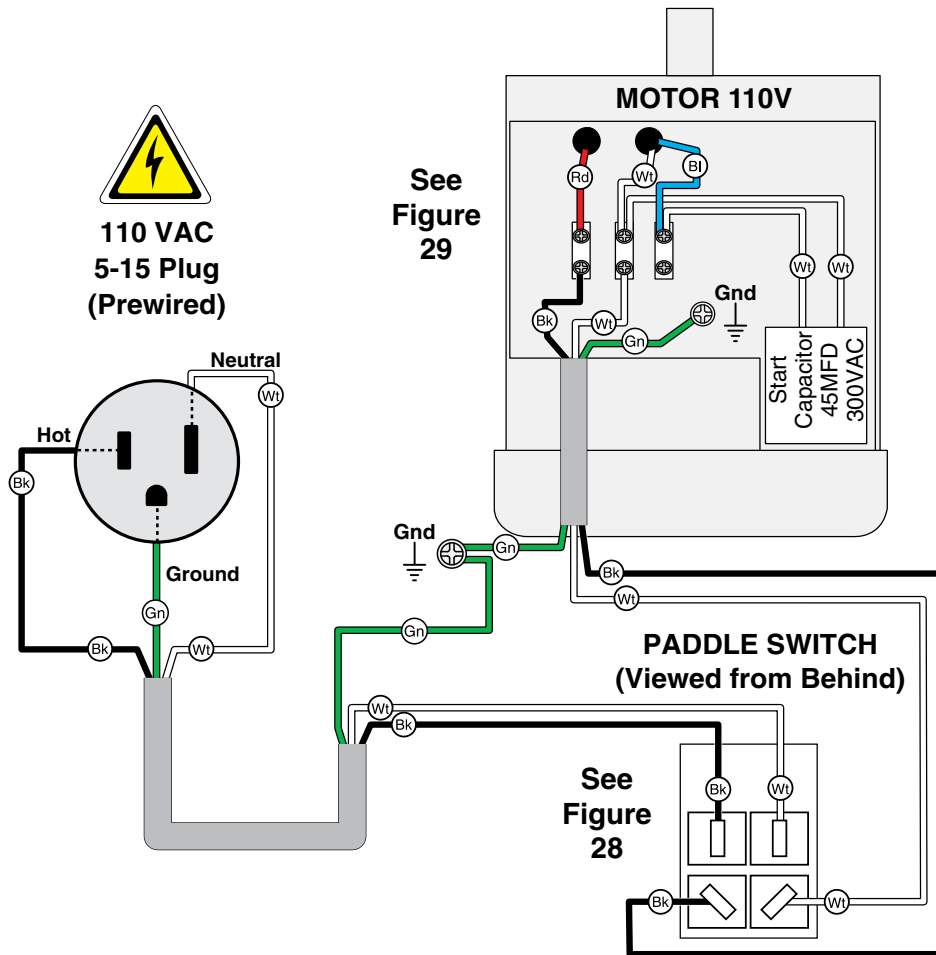 MOTOR 110V
Rd
Wt
Bl
See
Figure
29
110 VAC
5-15 Plug
(Prewired)
Wt
Wt
Bk
Wt
Gn
Gnd
Start
Capacitor
45MFD
300VAC
Neutral
Wt
Hot
Bk
Ground
Gn
Bk
Wt
Gnd
Gn
Gn
Bk
Wt
PADDLE SWITCH
(Viewed from Behind)
Wt
Bk
See
Figure
28
Bk
Wt
Bk
Wt